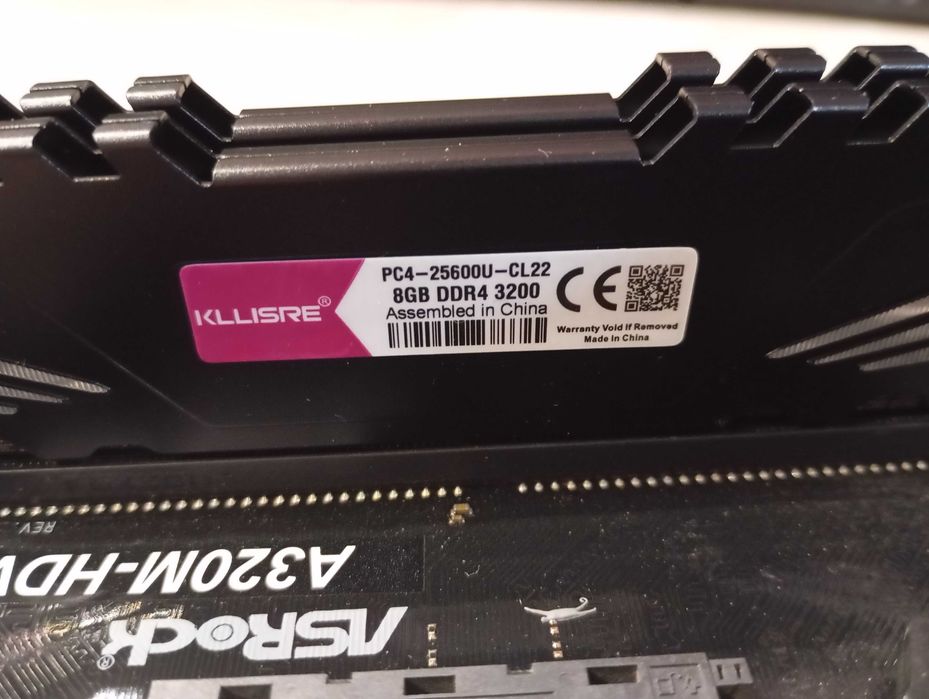 KLLISRE®
PC4-25600U-CL22
8GB DDR4 3200
Assembled in China
CE
Warranty Void If Removed
Made In China
REV.
A320M-HDV
ASRock®